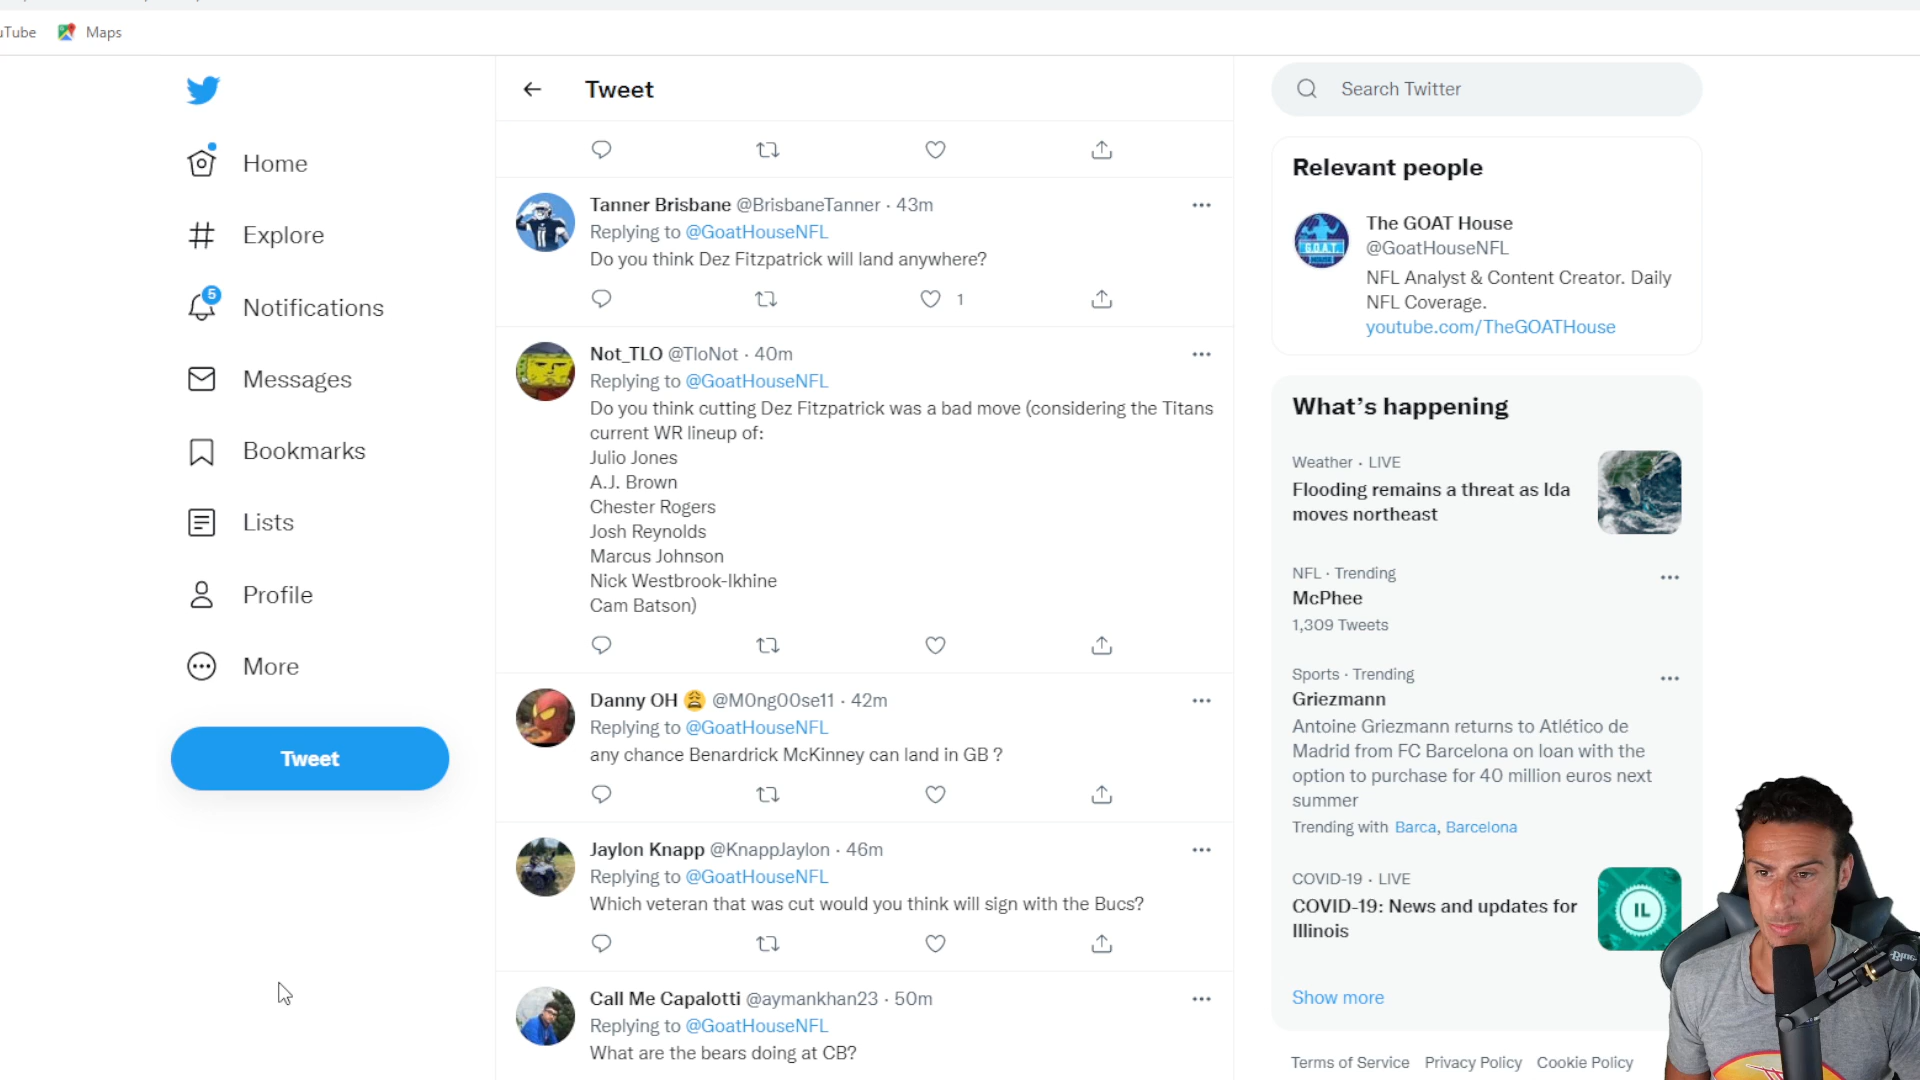 Maps
Tweet
Search Twitter
Home
Explore
5
Notifications
Messages
Bookmarks
Lists
Profile
More
Tweet
Tanner Brisbane @BrisbaneTanner · 43m
Replying to @GoatHouseNFL
Do you think Dez Fitzpatrick will land anywhere?
1
Not_TLO @TloNot · 40m
Replying to @GoatHouseNFL
Do you think cutting Dez Fitzpatrick was a bad move (considering the Titans
current WR lineup of:
Julio Jones
A.J. Brown
Chester Rogers
Josh Reynolds
Marcus Johnson
Nick Westbrook-Ikhine
Cam Batson)
Danny OH 😩 @M0ng00se11 · 42m
Replying to @GoatHouseNFL
any chance Benardrick McKinney can land in GB ?
Jaylon Knapp @KnappJaylon · 46m
Replying to @GoatHouseNFL
Which veteran that was cut would you think will sign with the Bucs?
Call Me Capalotti @aymankhan23 · 50m
Replying to @GoatHouseNFL
What are the bears doing at CB?
Relevant people
G.O.A.T.
HOUSE
The GOAT House
@GoatHouseNFL
NFL Analyst & Content Creator. Daily
NFL Coverage.
youtube.com/TheGOATHouse
What's happening
Weather · LIVE
Flooding remains a threat as Ida
moves northeast
NFL · Trending
McPhee
1,309 Tweets
Sports · Trending
Griezmann
Antoine Griezmann returns to Atlético de
Madrid from FC Barcelona on loan with the
option to purchase for 40 million euros next
summer
Trending with Barca, Barcelona
COVID-19 · LIVE
COVID-19: News and updates for
Illinois
IL
Show more
Terms of Service Privacy Policy Cookie Policy